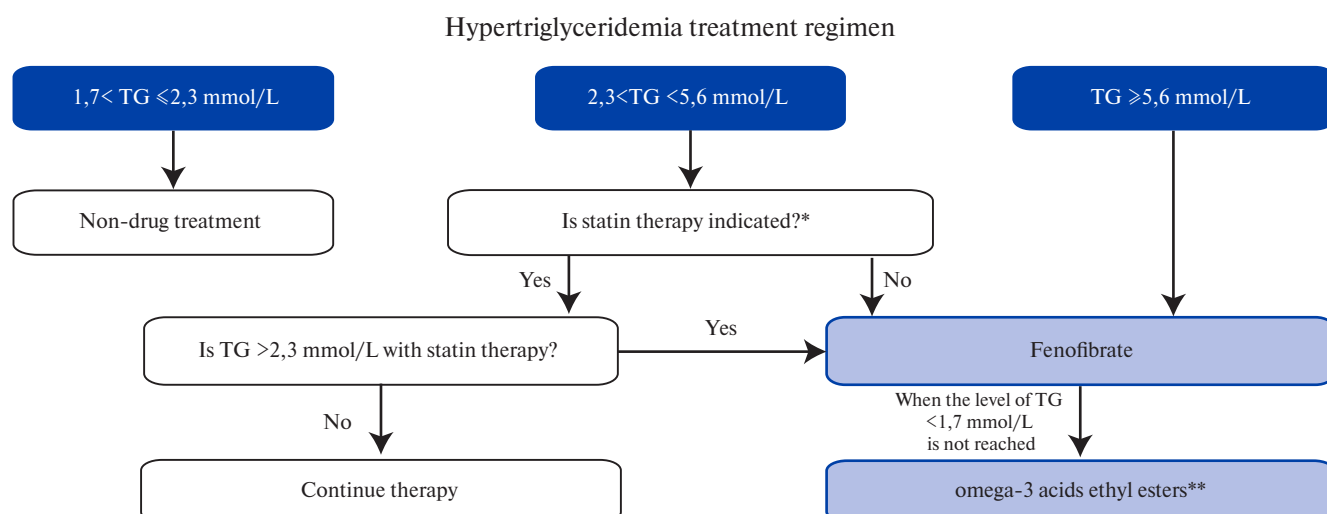 Hypertriglyceridemia treatment regimen
1,7< TG ⩽2,3 mmol/L
2,3<TG <5,6 mmol/L
TG ⩾5,6 mmol/L
Non-drug treatment
Is statin therapy indicated?*
Yes
No
Is TG >2,3 mmol/L with statin therapy?
Yes
Fenofibrate
No
When the level of TG
<1,7 mmol/L
is not reached
Continue therapy
omega-3 acids ethyl esters**